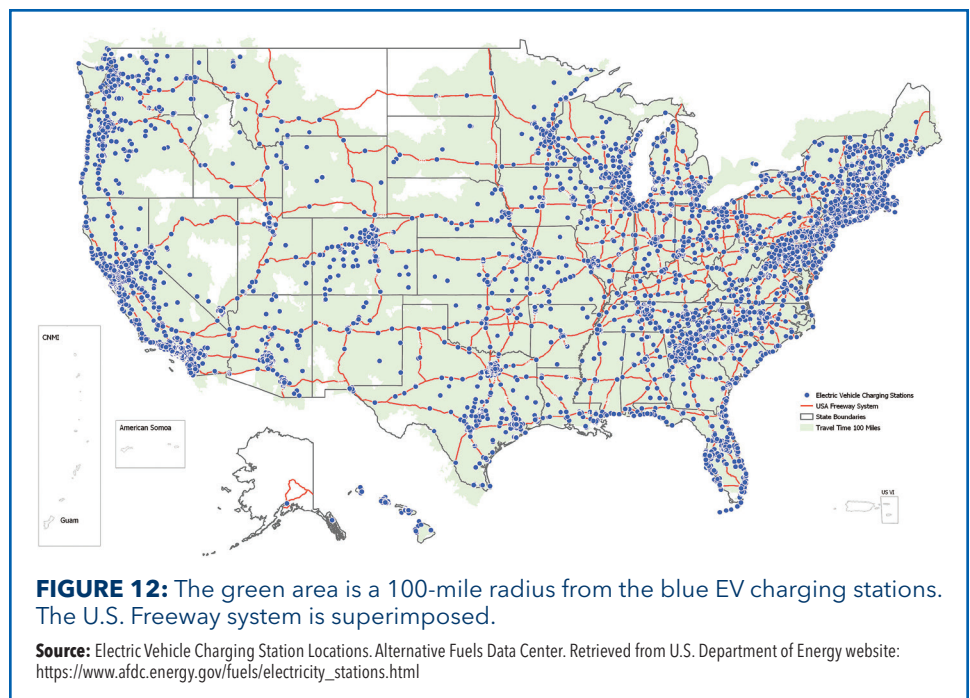 CNMI
Guam
American Somoa
Electric Vehicle Charging Stations
USA Freeway System
State Boundaries
Travel Time 100 Miles
US VI
FIGURE 12: The green area is a 100-mile radius from the blue EV charging stations.
The U.S. Freeway system is superimposed.
Source: Electric Vehicle Charging Station Locations. Alternative Fuels Data Center. Retrieved from U.S. Department of Energy website:
https://www.afdc.energy.gov/fuels/electricity_stations.html